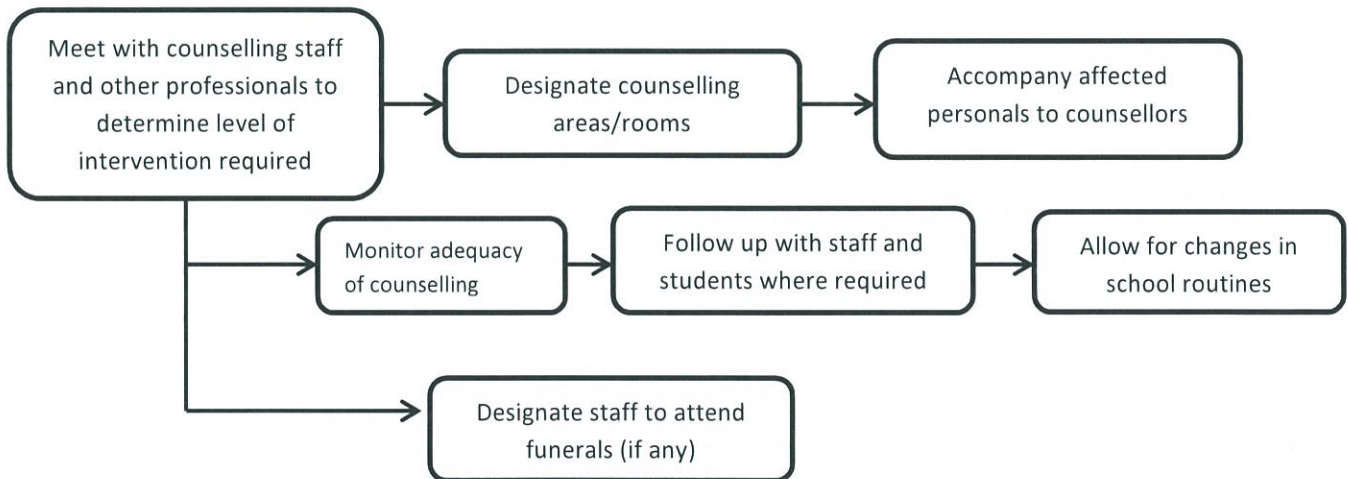 Meet with counselling staff
and other professionals to
determine level of
intervention required
Designate counselling
areas/rooms
Accompany affected
personals to counsellors
Monitor adequacy
of counselling
Follow up with staff and
students where required
Allow for changes in
school routines
Designate staff to attend
funerals (if any)